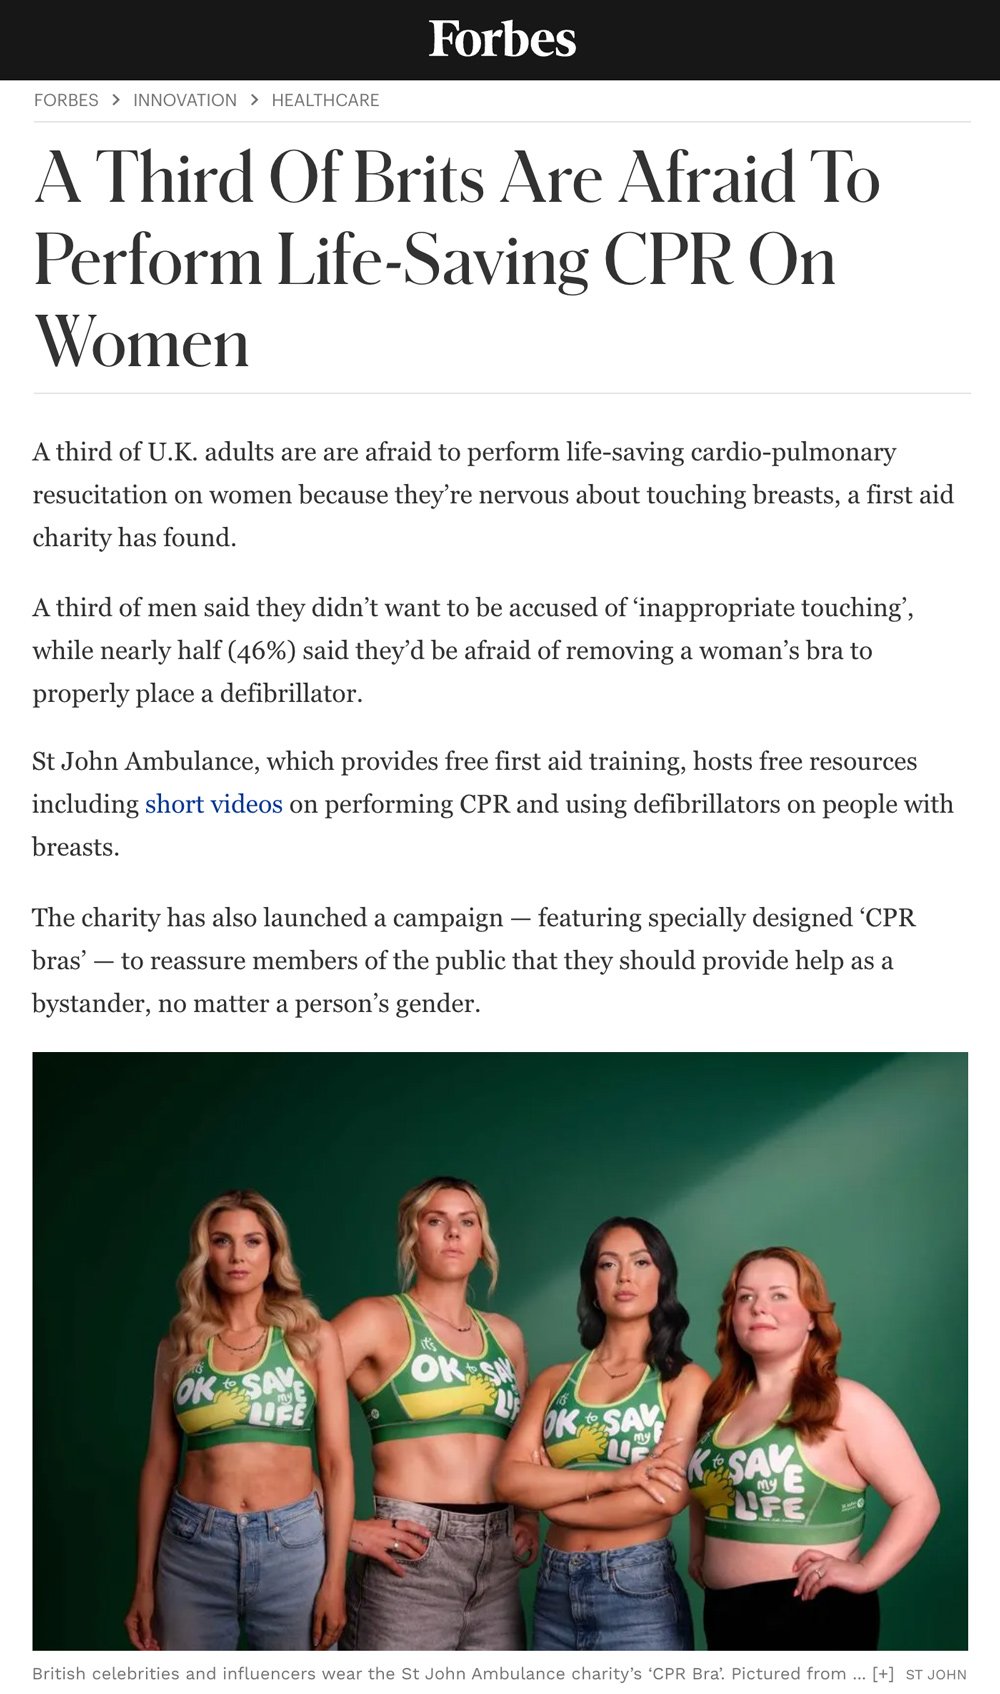 Forbes
FORBES > INNOVATION > HEALTHCARE
A Third Of Brits Are Afraid To
Perform Life-Saving CPR On
Women
A third of U.K. adults are are afraid to perform life-saving cardio-pulmonary
resucitation on women because they’re nervous about touching breasts, a first aid
charity has found.
A third of men said they didn’t want to be accused of ‘inappropriate touching’,
while nearly half (46%) said they’d be afraid of removing a woman’s bra to
properly place a defibrillator.
St John Ambulance, which provides free first aid training, hosts free resources
including short videos on performing CPR and using defibrillators on people with
breasts.
The charity has also launched a campaign — featuring specially designed ‘CPR
bras’ — to reassure members of the public that they should provide help as a
bystander, no matter a person’s gender.
it's
OK to SAVE
my
LIFE
it's
OK to SAV
LIF
it's
OK to SAVE
my
LIFE
K to SAVE
my
LIFE
British celebrities and influencers wear the St John Ambulance charity’s ‘CPR Bra’. Pictured from ... [+] ST JOHN